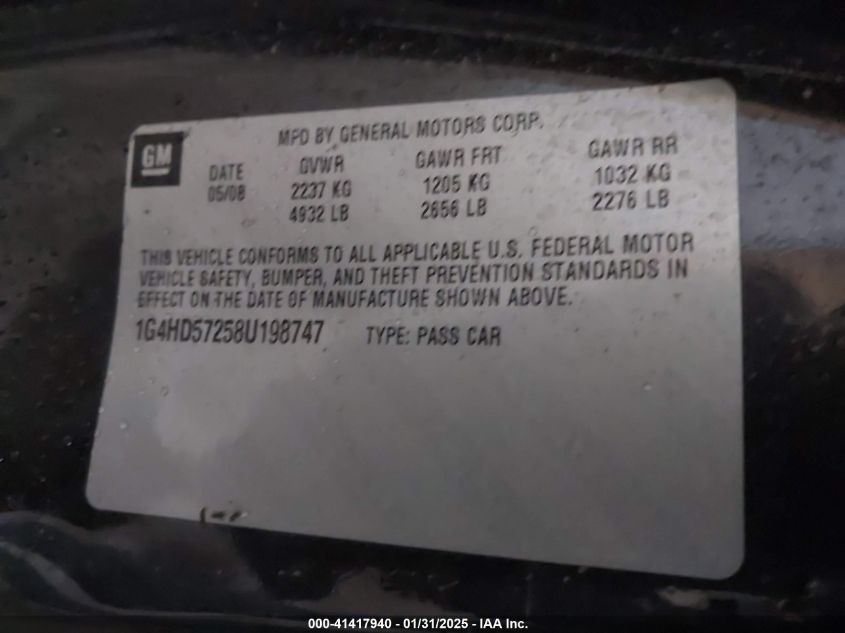 MFD BY GENERAL MOTORS CORP.
GM
DATE GVWR GAWR FRT GAWR RR
05/08 2237 KG 1205 KG 1032 KG
4932 LB 2656 LB 2276 LB
THIS VEHICLE CONFORMS TO ALL APPLICABLE U.S. FEDERAL MOTOR
VEHICLE SAFETY, BUMPER, AND THEFT PREVENTION STANDARDS IN
EFFECT ON THE DATE OF MANUFACTURE SHOWN ABOVE.
1G4HD57258U198747 TYPE: PASS CAR
000-41417940 - 01/31/2025 - IAA Inc.